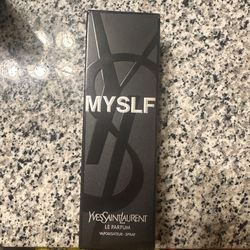 MYSLF
YVESSAINTLAURENT
LE PARFUM
VAPORISATEUR - SPRAY